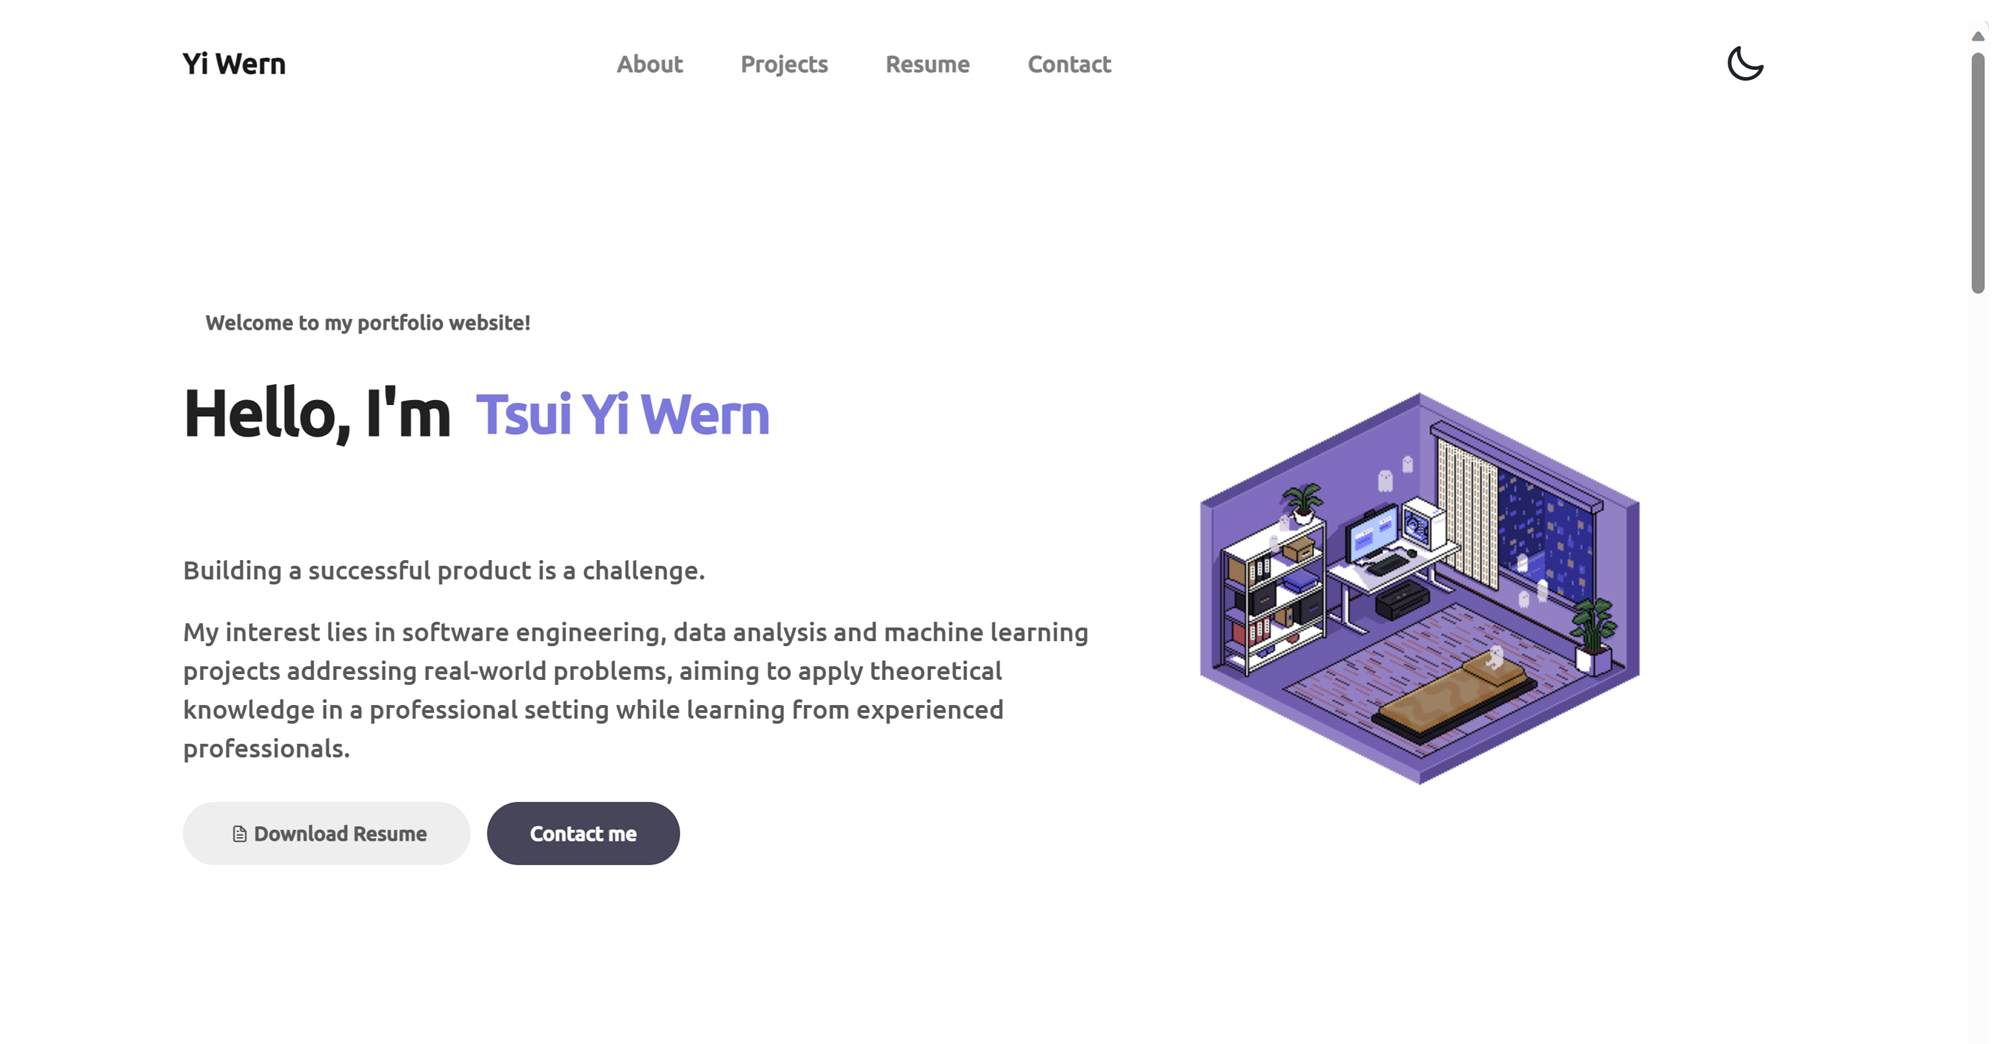 Yi Wern
About
Projects
Resume
Contact
Welcome to my portfolio website!
Hello, I'm Tsui Yi Wern
Building a successful product is a challenge.
My interest lies in software engineering, data analysis and machine learning
projects addressing real-world problems, aiming to apply theoretical
knowledge in a professional setting while learning from experienced
professionals.
Download Resume
Contact me